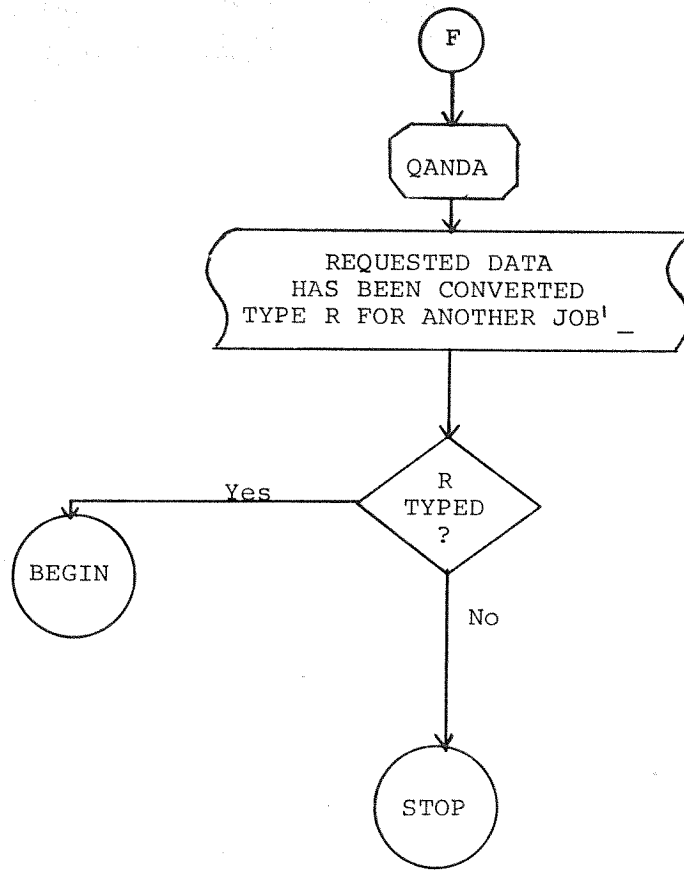 F
QANDA
REQUESTED DATA
HAS BEEN CONVERTED
TYPE R FOR ANOTHER JOB' _
R
TYPED
?
Yes
BEGIN
No
STOP